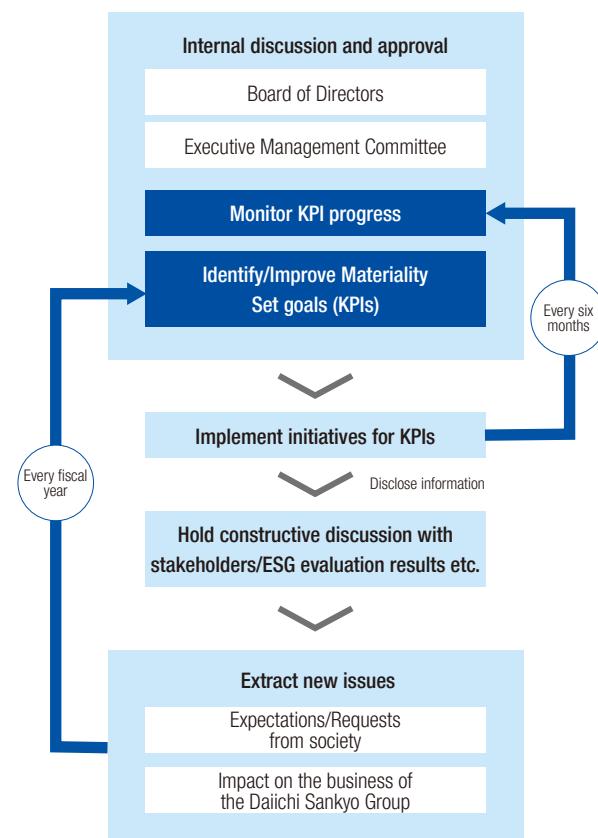 Internal discussion and approval
Board of Directors
Executive Management Committee
Monitor KPI progress
Identify/Improve Materiality
Set goals (KPIs)
Every six
months
Implement initiatives for KPIs
Every fiscal
year
Disclose information
Hold constructive discussion with
stakeholders/ESG evaluation results etc.
Extract new issues
Expectations/Requests
from society
Impact on the business of
the Daiichi Sankyo Group